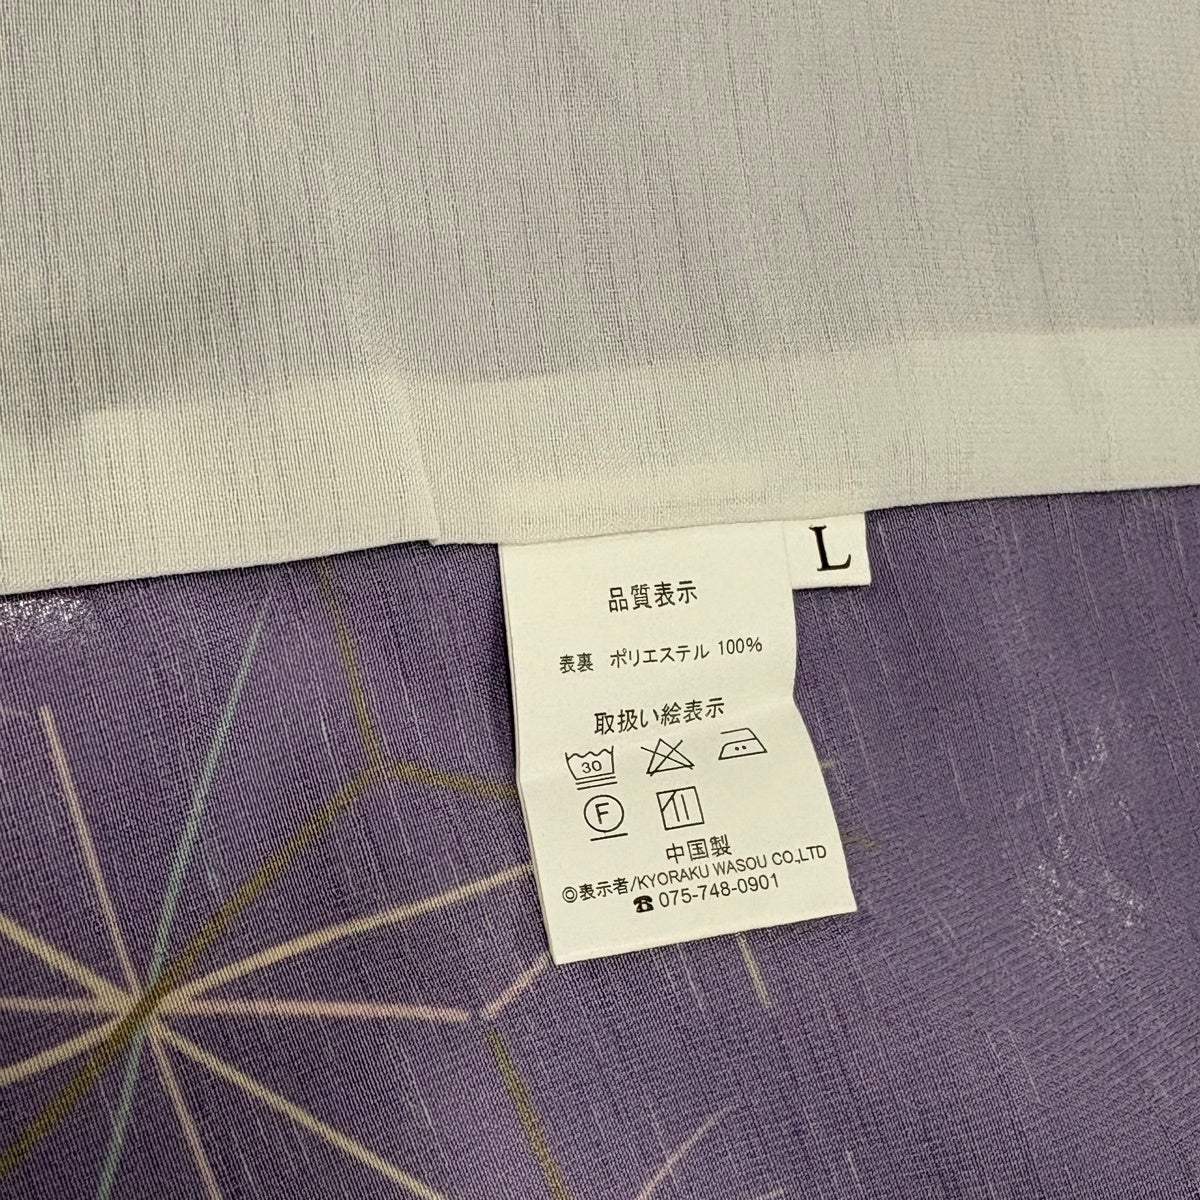 L
品質表示
表裏 ポリエステル 100%
取扱い絵表示
30
F
中国製
©表示者/KYORAKU WASOU CO.,LTD
☎ 075-748-0901